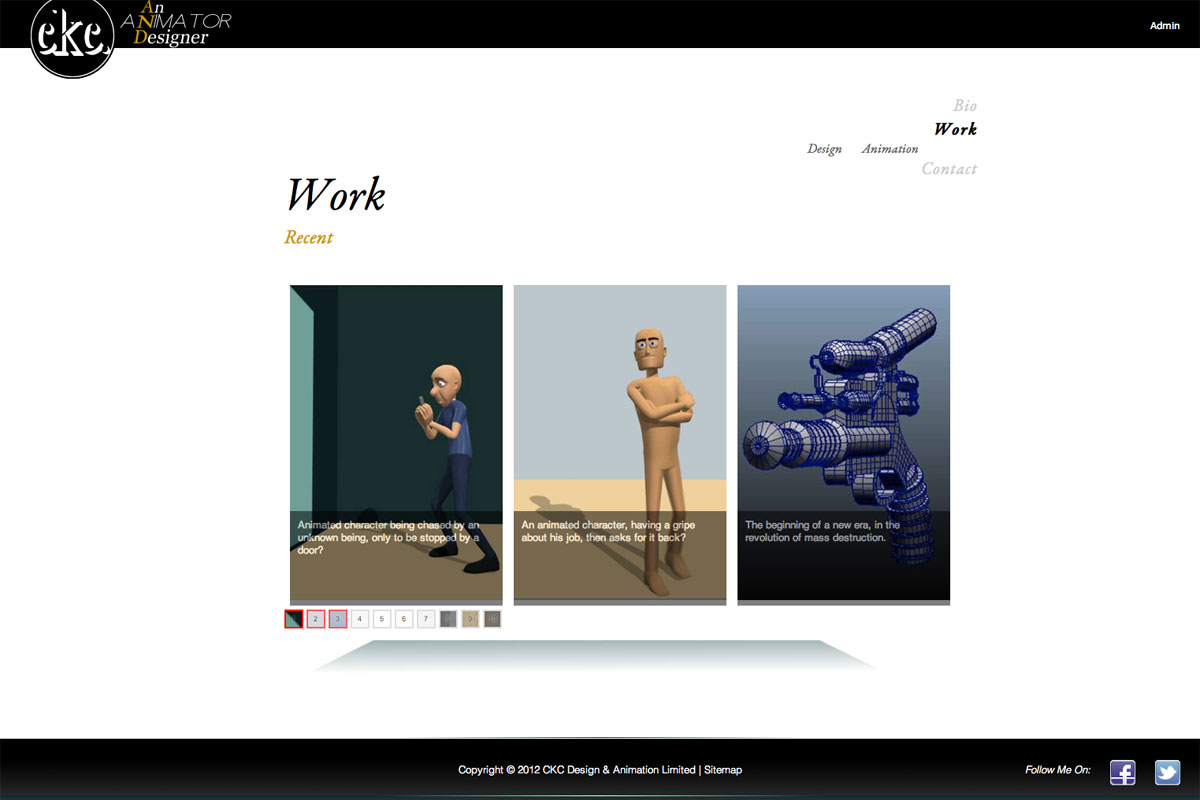 ckc
An
ANIMATOR
Designer
Admin
Bio
Work
Design Animation
Contact
Work
Recent
Animated character being chased by an
unknown being, only to be stopped by a
door?
An animated character, having a gripe
about his job, then asks for it back?
The beginning of a new era, in the
revolution of mass destruction.
2 3 4 5 6 7 9
Copyright © 2012 CKC Design & Animation Limited | Sitemap
Follow Me On: